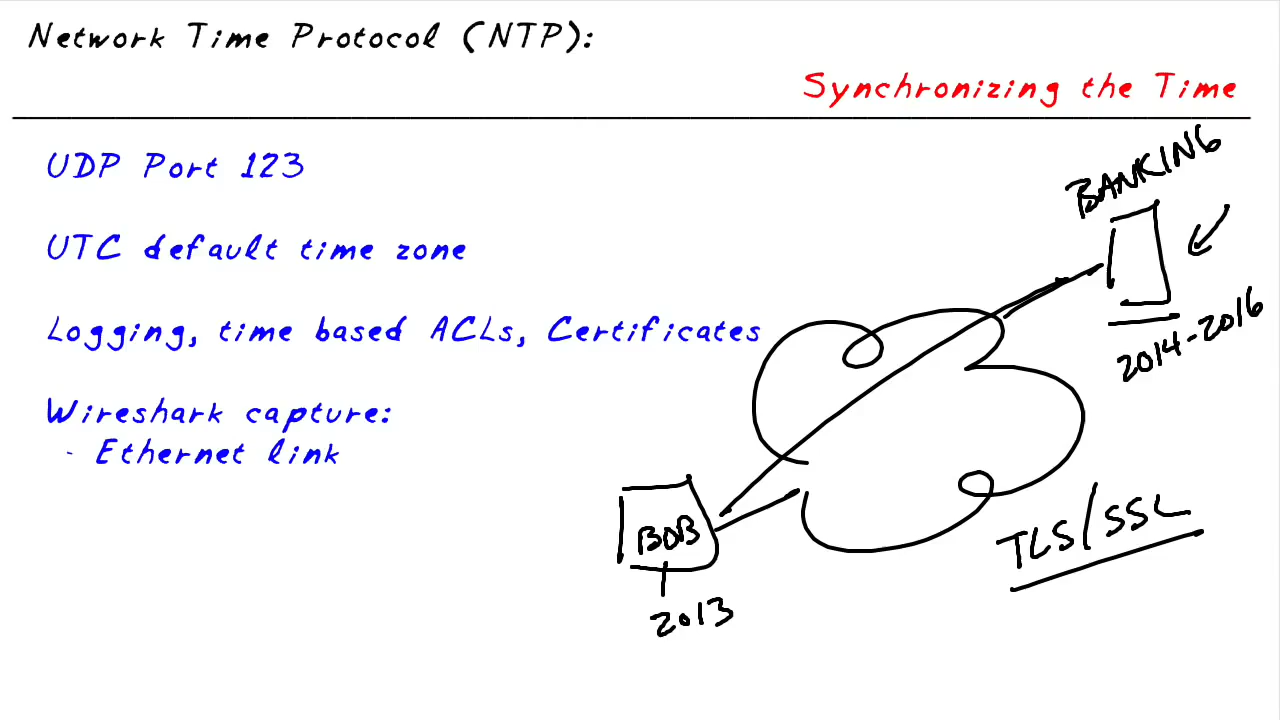 Network Time Protocol (NTP):
Synchronizing the Time
UDP Port 123
UTC default time zone
Logging, time based ACLs, Certificates
Wireshark capture:
- Ethernet link
BANKING
2014-2016
TLS/SSL
BOB
2013